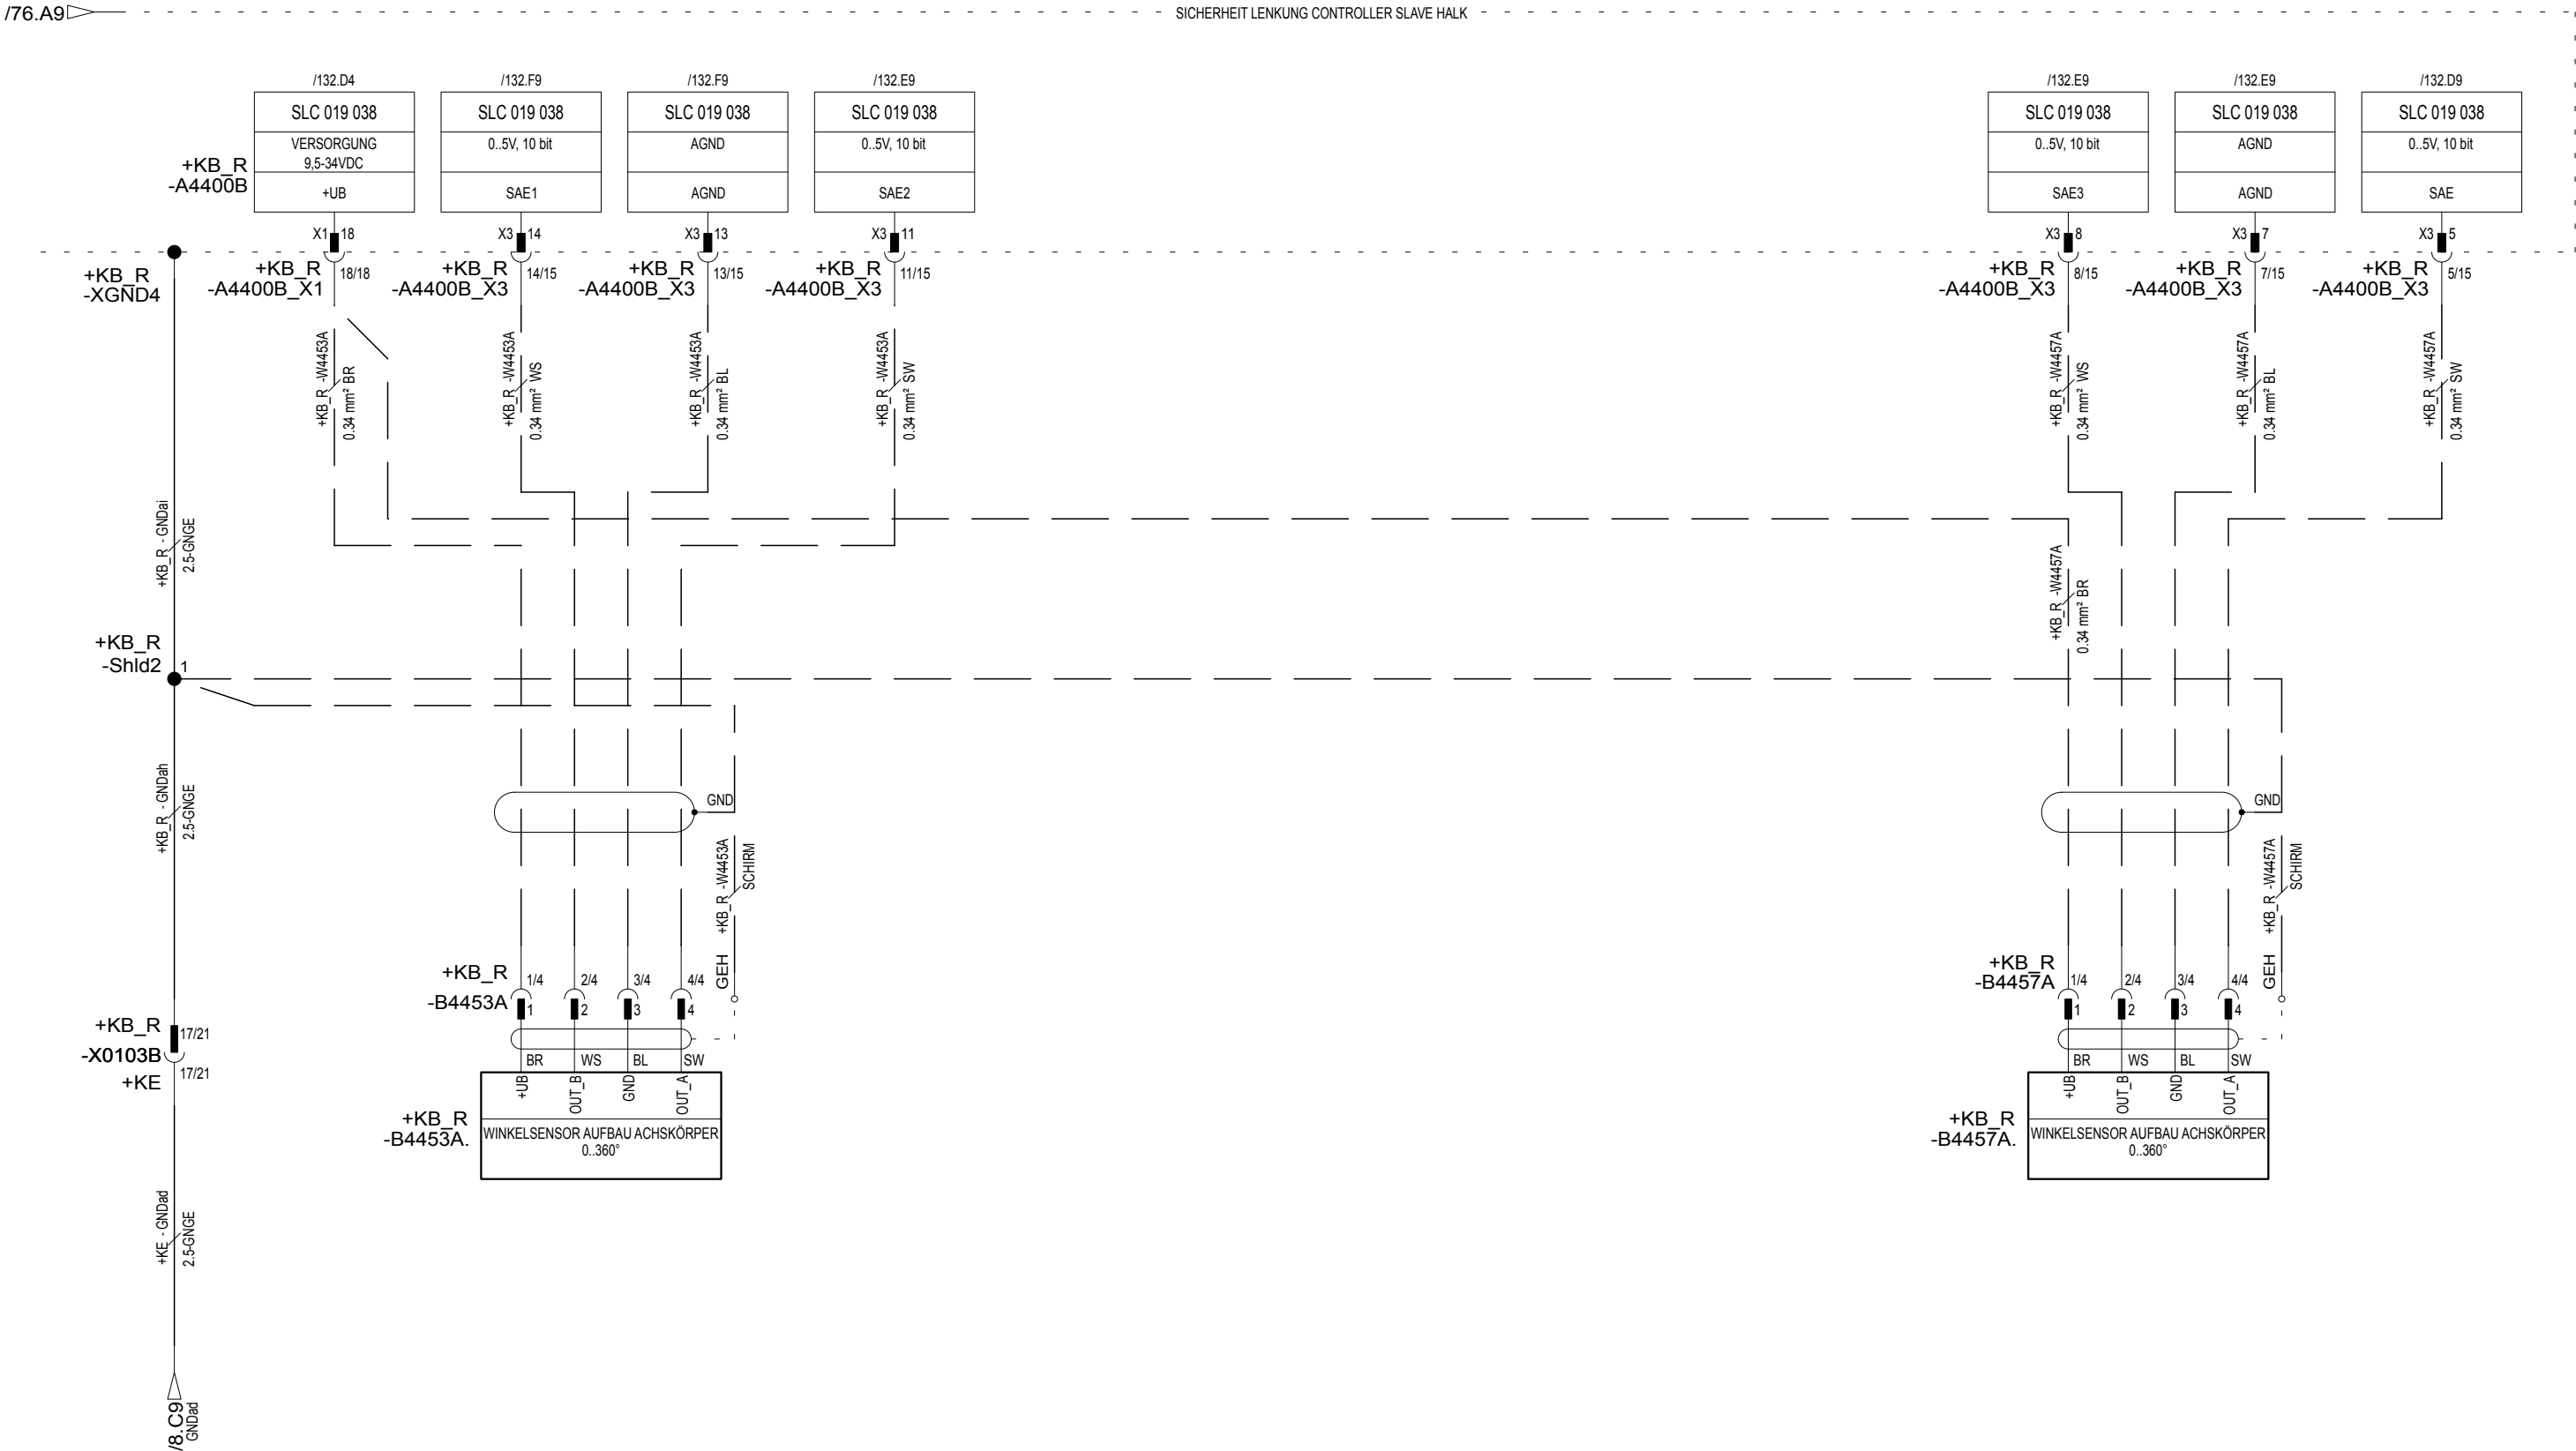 /76.A9
SICHERHEIT LENKUNG CONTROLLER SLAVE HALK
/132.D4
/132.F9
/132.F9
/132.E9
/132.E9
/132.E9
/132.D9
SLC 019 038
SLC 019 038
SLC 019 038
SLC 019 038
SLC 019 038
SLC 019 038
SLC 019 038
VERSORGUNG
9,5-34VDC
0..5V, 10 bit
AGND
0..5V, 10 bit
0..5V, 10 bit
AGND
0..5V, 10 bit
+KB_R
-A4400B
+UB
SAE1
AGND
SAE2
SAE3
AGND
SAE
X1 18
X3 14
X3 13
X3 11
X3 8
X3 7
X3 5
+KB_R
-XGND4
+KB_R
-A4400B_X1
18/18
+KB_R
-A4400B_X3
14/15
+KB_R
-A4400B_X3
13/15
+KB_R
-A4400B_X3
11/15
+KB_R
-A4400B_X3
8/15
+KB_R
-A4400B_X3
7/15
+KB_R
-A4400B_X3
5/15
+KB_R -W4453A
0.34 mm² BR
+KB_R -W4453A
0.34 mm² WS
+KB_R -W4453A
0.34 mm² BL
+KB_R -W4453A
0.34 mm² SW
+KB_R -W4457A
0.34 mm² WS
+KB_R -W4457A
0.34 mm² BL
+KB_R -W4457A
0.34 mm² SW
+KB_R - GNDai
2.5-GNGE
+KB_R -W4457A
0.34 mm² BR
+KB_R
-Shld2
1
+KB_R - GNDah
2.5-GNGE
GND
GND
+KB_R -W4453A
SCHIRM
GEH
+KB_R -W4457A
SCHIRM
GEH
+KB_R
-B4453A
1/4
2/4
3/4
4/4
1
2
3
4
+KB_R
-B4457A
1/4
2/4
3/4
4/4
1
2
3
4
+KB_R
-X0103B
+KE
17/21
17/21
BR
WS
BL
SW
BR
WS
BL
SW
+UB
OUT_B
GND
OUT_A
+UB
OUT_B
GND
OUT_A
+KB_R
-B4453A.
WINKELSENSOR AUFBAU ACHSKÖRPER
0..360°
+KB_R
-B4457A.
WINKELSENSOR AUFBAU ACHSKÖRPER
0..360°
+KE - GNDad
2.5-GNGE
/8.C9
GNDad